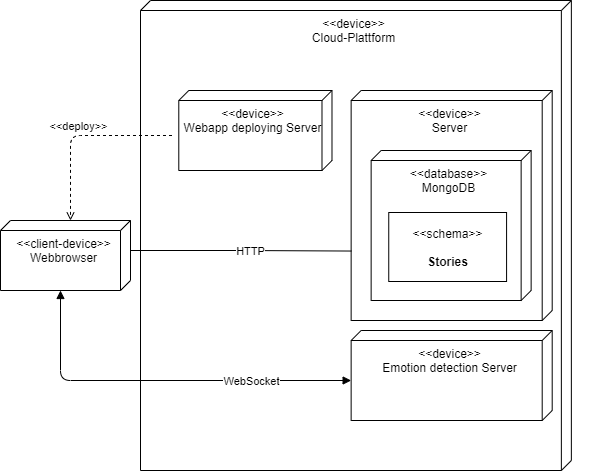 <<device>>
Cloud-Plattform
<<device>>
Webapp deploying Server
<<device>>
Server
<<deploy>>
<<database>>
MongoDB
<<schema>>
Stories
<<client-device>>
Webbrowser
HTTP
<<device>>
Emotion detection Server
WebSocket